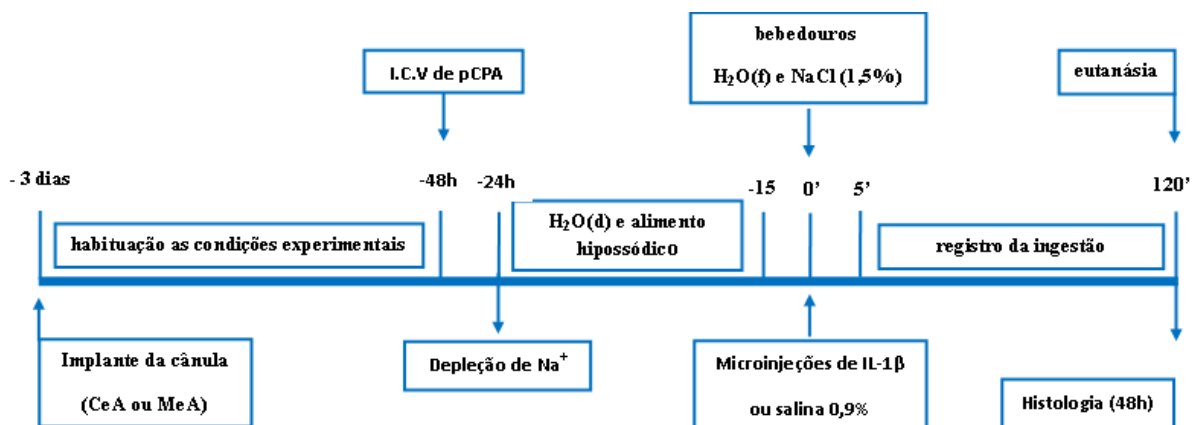 bebedouros
H₂O(f) e NaCl (1,5%)
I.C.V de pCPA
eutanásia
- 3 dias
-48h
-24h
-15
0’
5’
120’
habituação as condições experimentais
H₂O(d) e alimento
hipossódico
registro da ingestão
Implante da cânula
(CeA ou MeA)
Depleção de Na⁺
Microinjeções de IL-1β
ou salina 0,9%
Histologia (48h)